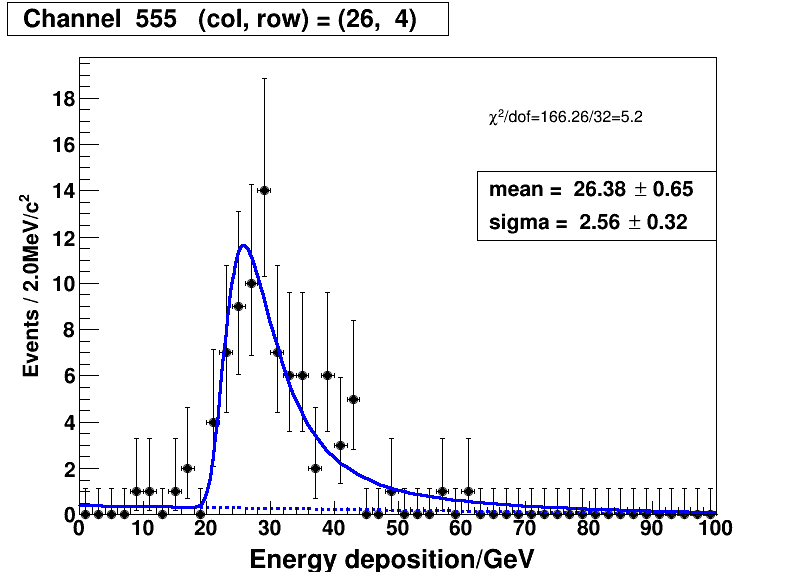 Channel 555 (col, row) = (26, 4)
χ²/dof=166.26/32=5.2
mean = 26.38 ± 0.65
sigma = 2.56 ± 0.32
Events / 2.0MeV/c²
18
16
14
12
10
8
6
4
2
0
0 10 20 30 40 50 60 70 80 90 100
Energy deposition/GeV